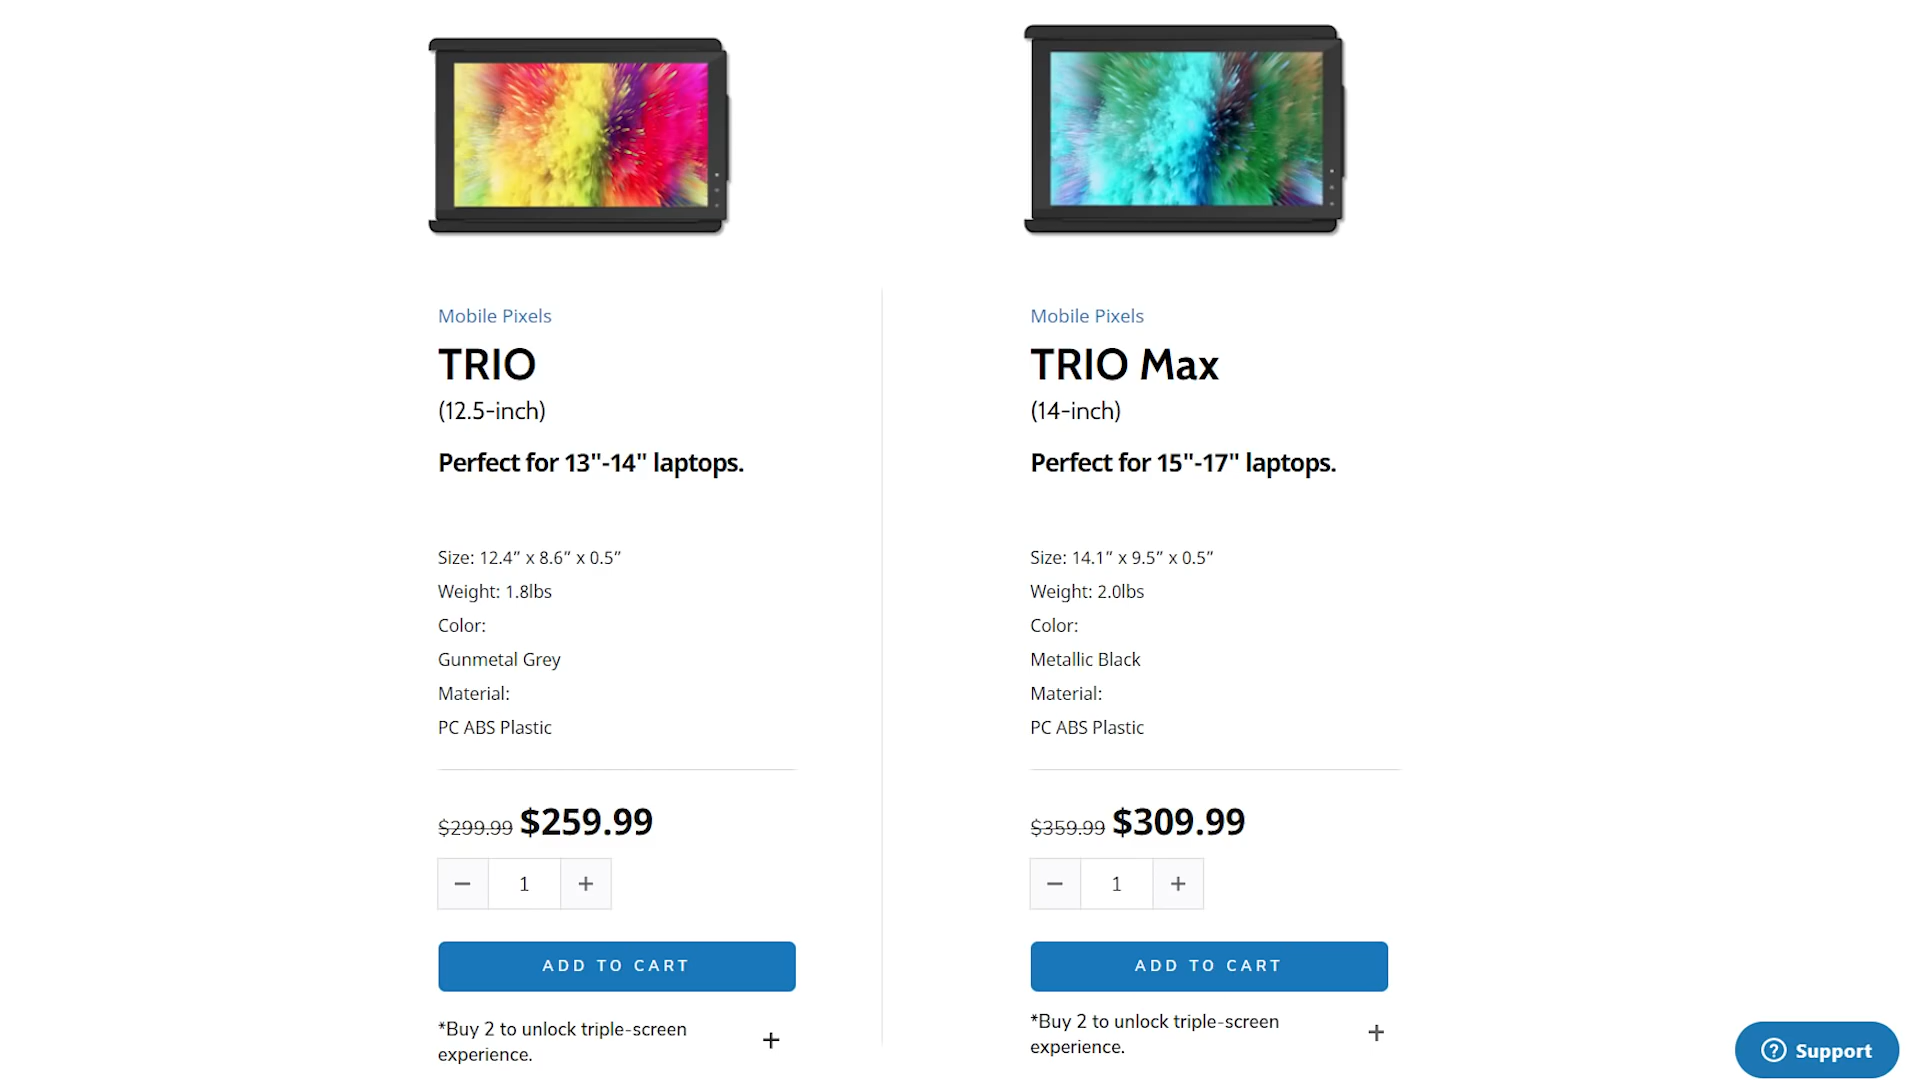 Mobile Pixels
TRIO
(12.5-inch)
Perfect for 13"-14" laptops.
Size: 12.4” x 8.6” x 0.5”
Weight: 1.8lbs
Color:
Gunmetal Grey
Material:
PC ABS Plastic
$299.99 $259.99
1
ADD TO CART
*Buy 2 to unlock triple-screen
experience.
Mobile Pixels
TRIO Max
(14-inch)
Perfect for 15"-17" laptops.
Size: 14.1” x 9.5” x 0.5”
Weight: 2.0lbs
Color:
Metallic Black
Material:
PC ABS Plastic
$359.99 $309.99
1
ADD TO CART
*Buy 2 to unlock triple-screen
experience.
Support